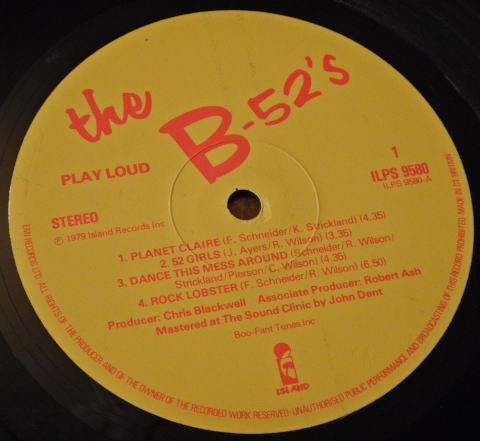 the
B-52's
PLAY LOUD
1
ILPS 9580
ILPS 9580-A
STEREO
℗ 1979 Island Records Inc
1. PLANET CLAIRE (F. Schneider/K. Strickland) (4.35)
2. 52 GIRLS (J. Ayers/R. Wilson) (3.35)
3. DANCE THIS MESS AROUND (Schneider/R. Wilson/
Strickland/Pierson/C. Wilson) (4.35)
4. ROCK LOBSTER (F. Schneider/R. Wilson) (6.50)
Producer: Chris Blackwell Associate Producer: Robert Ash
Mastered at The Sound Clinic by John Dent
Boo-Fant Tunes Inc
ISLAND
EMI RECORDS LTD ALL RIGHTS OF THE PRODUCER AND OF THE OWNER OF THE RECORDED WORK RESERVED UNAUTHORISED PUBLIC PERFORMANCE AND BROADCASTING OF THIS RECORD PROHIBITED MADE IN GT BRITAIN